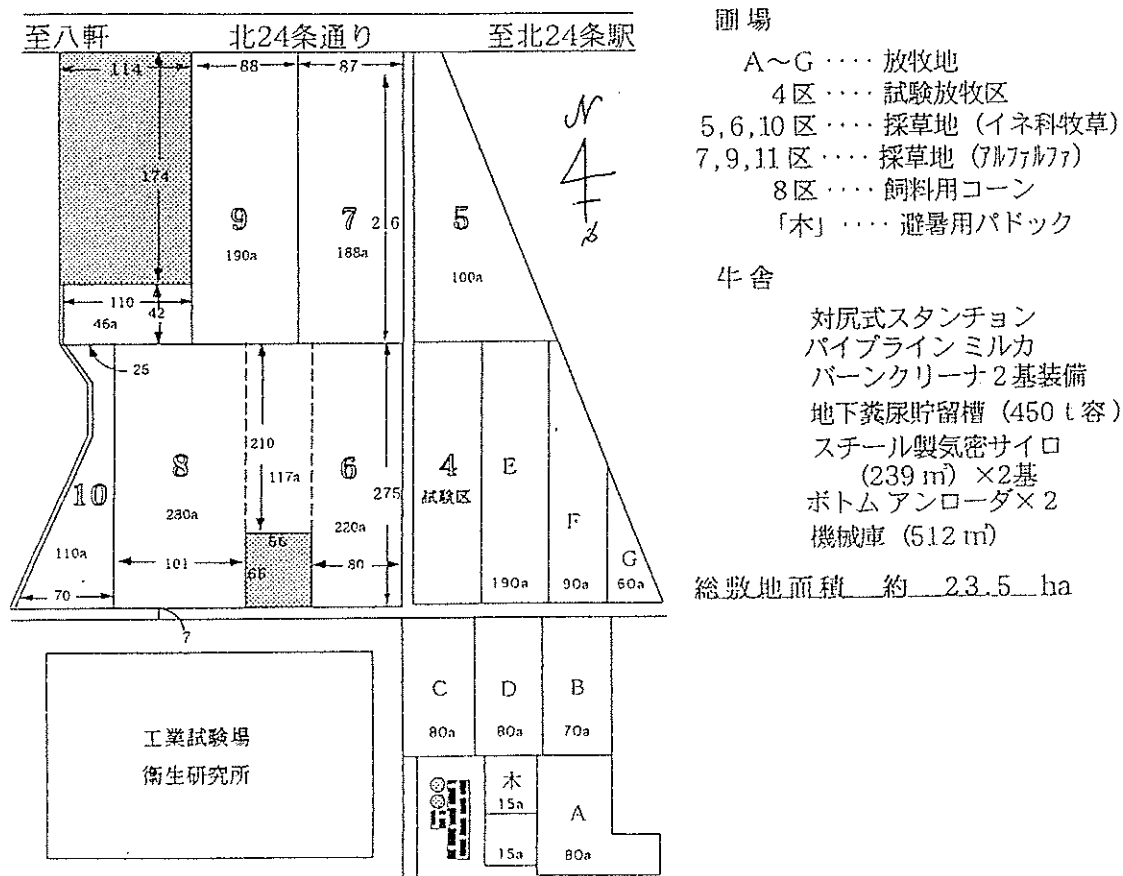 至八軒 北24条通り 至北24条駅
114 88 87
174
9 7 216 5
190a 188a 100a
110
46a 42
25
210
8 117a 6 275 4 E
280a 220a 試験区 F
10 G
110a 101 66 80 190a 90a 60a
66
70
7
工業試験場
衛生研究所
C D B
80a 80a 70a
木
15a A
15a 80a
N
圃場
A〜G ···· 放牧地
4区 ···· 試験放牧区
5,6,10区 ···· 採草地 (イネ科牧草)
7,9,11区 ···· 採草地 (アルファルファ)
8区 ···· 飼料用コーン
「木」 ···· 避暑用パドック
牛舎
対尻式スタンチョン
パイプラインミルカ
バーンクリーナ2基装備
地下糞尿貯留槽 (450 t容)
スチール製気密サイロ
(239㎥) ×2基
ボトムアンローダ×2
機械庫 (512㎡)
総敷地面積 約 23.5 ha